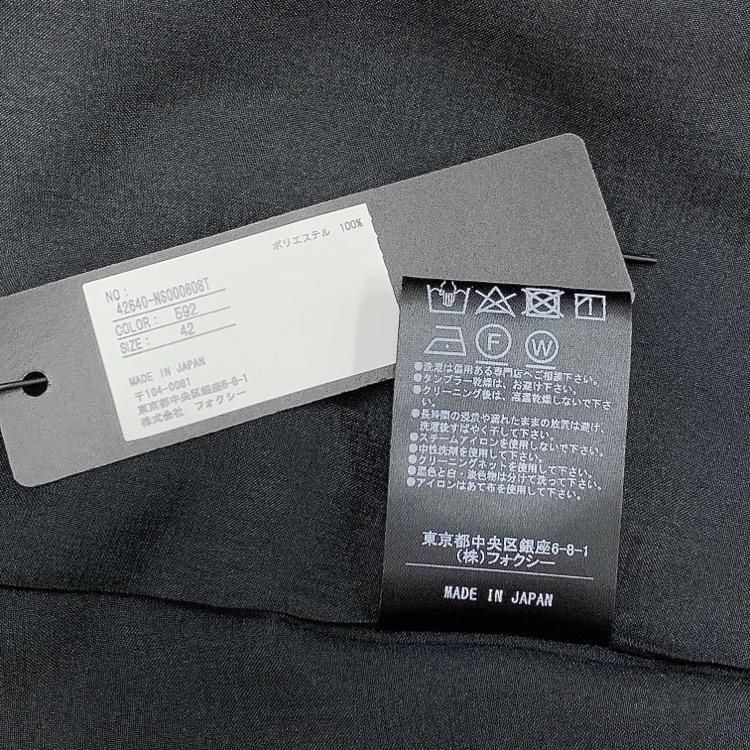 ポリエステル 100%
NO:
42640-NS000608T
COLOR: 592
SIZE: 42
MADE IN JAPAN
〒104-0061
東京都中央区銀座6-8-1
株式会社 フォクシー
F
W
●洗濯は信用ある専門店へご相談下さい。
●タンブラー乾燥は、お避け下さい。
●クリーニング後は、高温乾燥しないで下さい。
●長時間の浸漬や濡れたままの放置は避け、
洗濯後すばやく干して下さい。
●スチームアイロンを使用しないで下さい。
●中性洗剤を使用して下さい。
●クリーニングネットを使用して下さい。
●濃色と白・淡色物は分けて洗って下さい。
●アイロンはあて布を使用して下さい。
東京都中央区銀座6-8-1
(株)フォクシー
MADE IN JAPAN